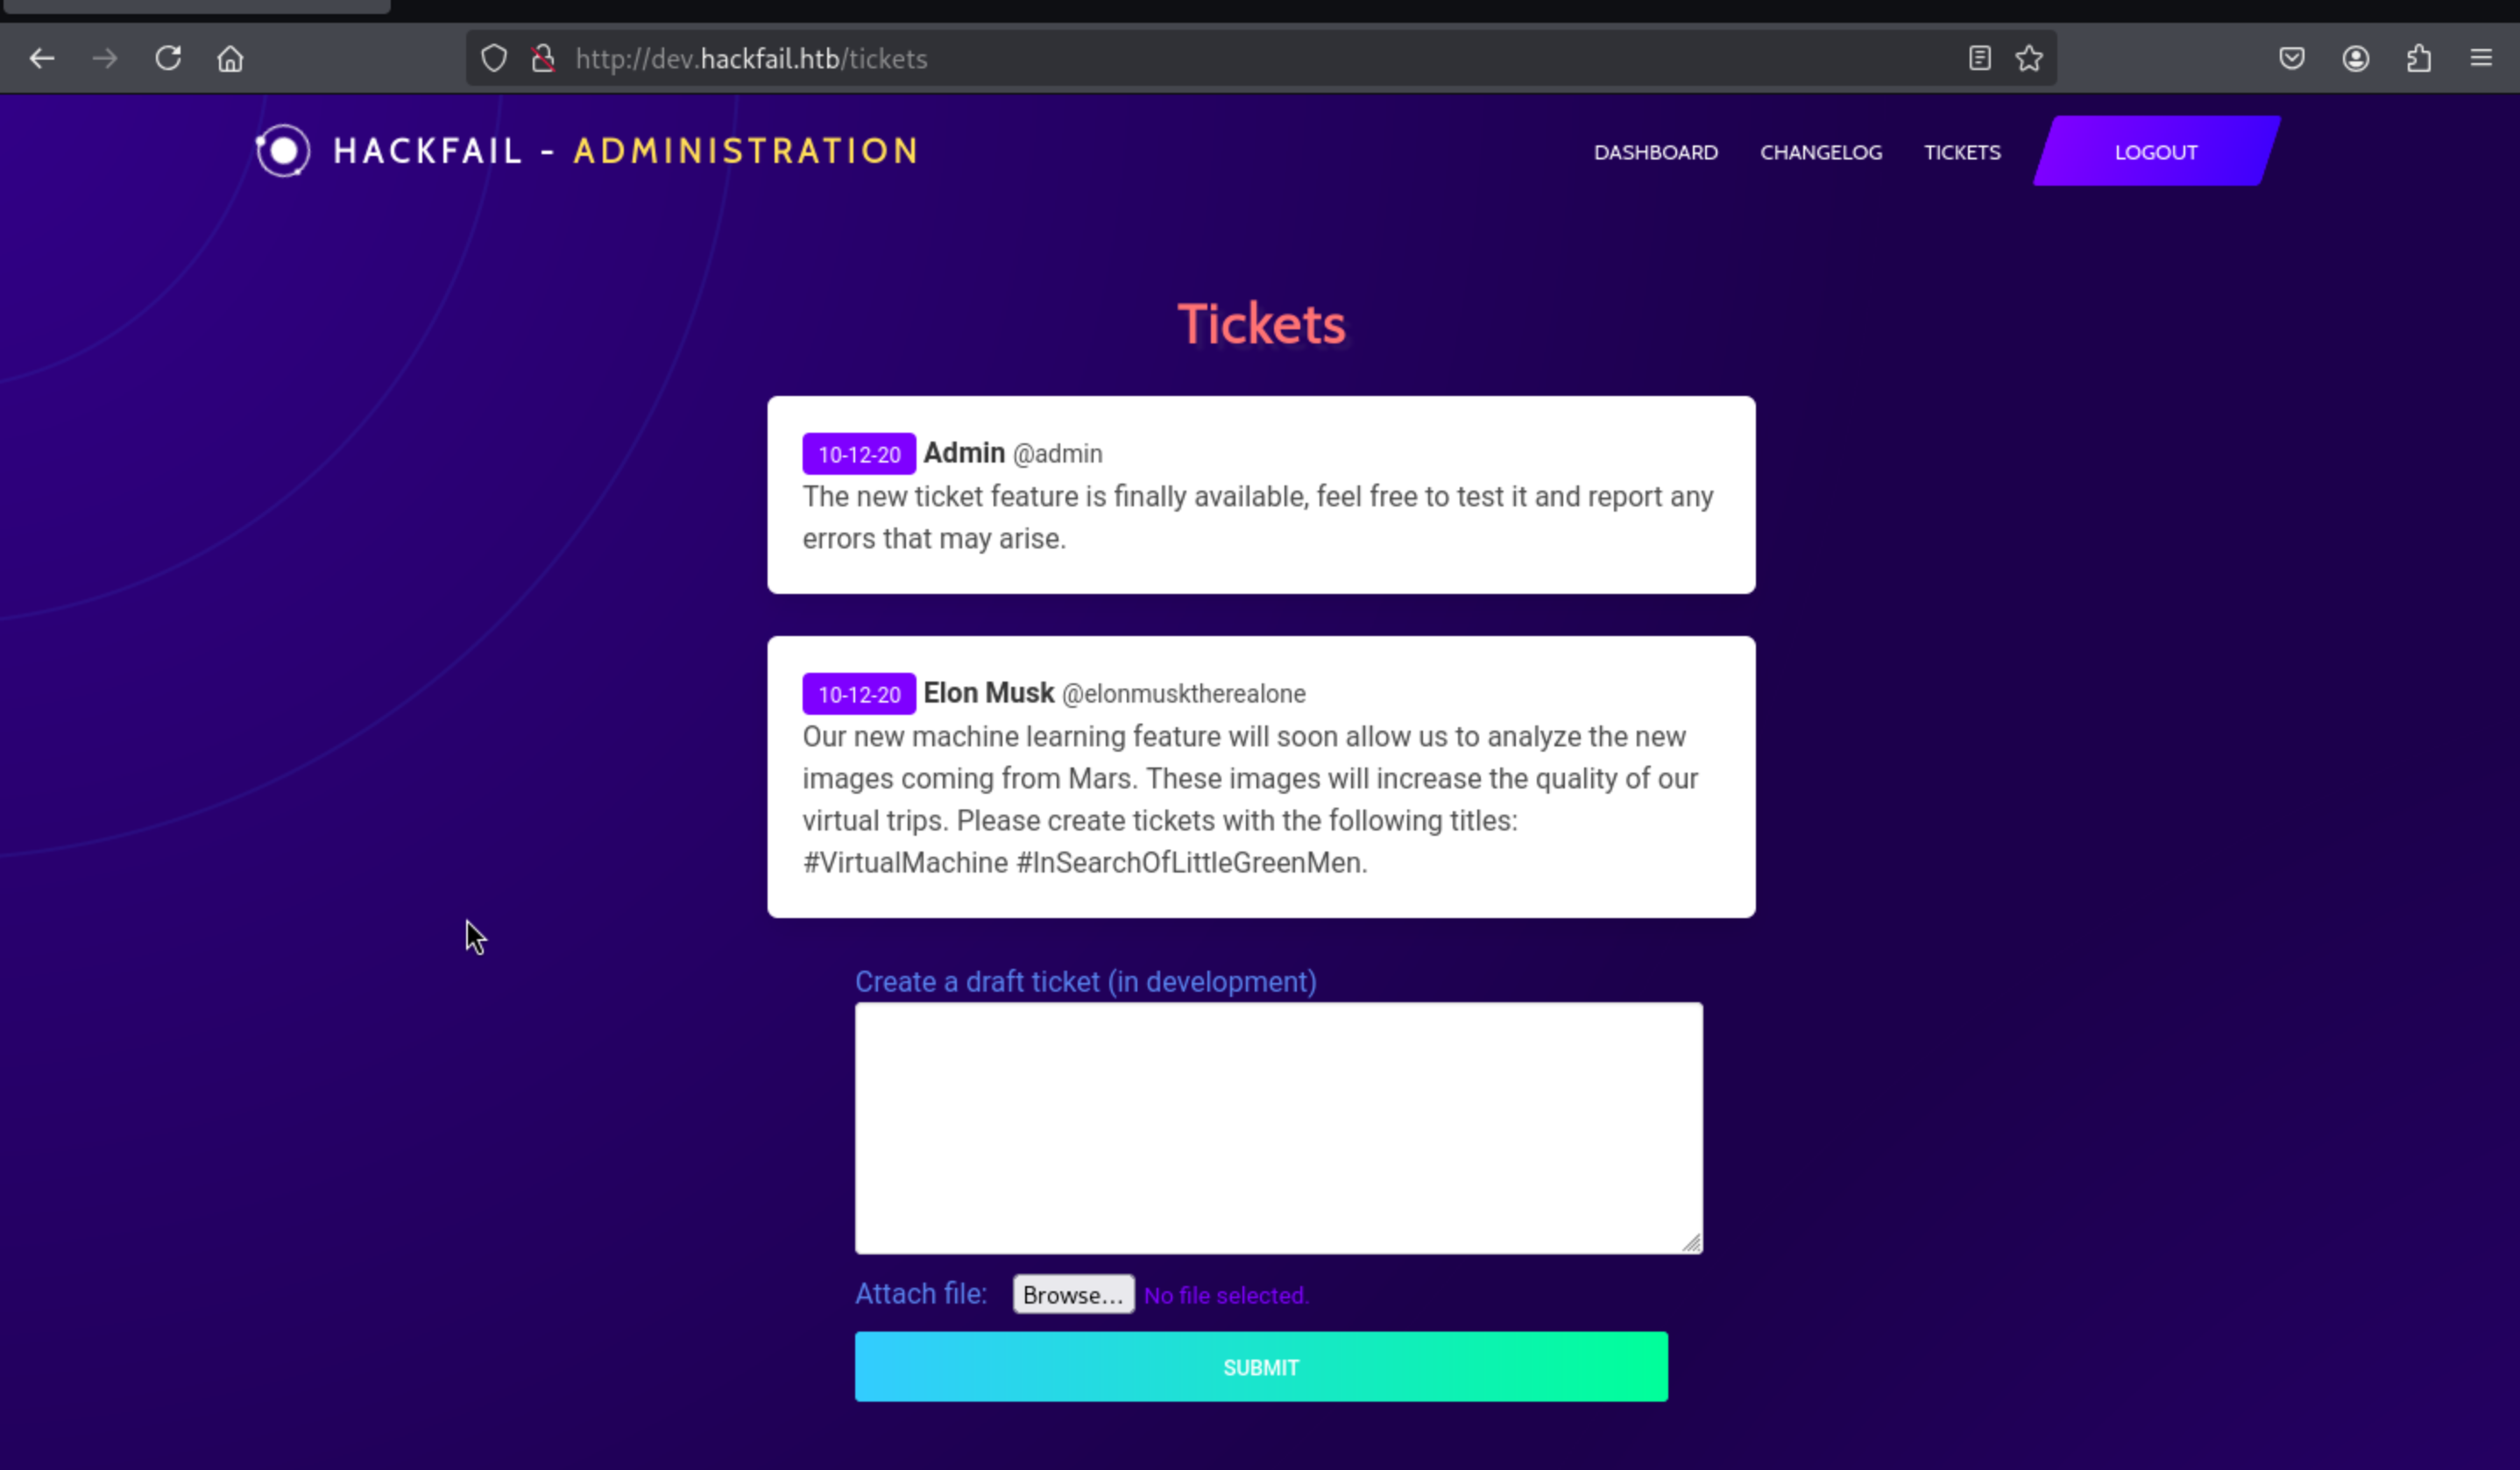 http://dev.hackfail.htb/tickets
HACKFAIL - ADMINISTRATION
DASHBOARD CHANGELOG TICKETS LOGOUT
Tickets
10-12-20 Admin @admin
The new ticket feature is finally available, feel free to test it and report any
errors that may arise.
10-12-20 Elon Musk @elonmusktherealone
Our new machine learning feature will soon allow us to analyze the new
images coming from Mars. These images will increase the quality of our
virtual trips. Please create tickets with the following titles:
#VirtualMachine #InSearchOfLittleGreenMen.
Create a draft ticket (in development)
Attach file: Browse... No file selected.
SUBMIT